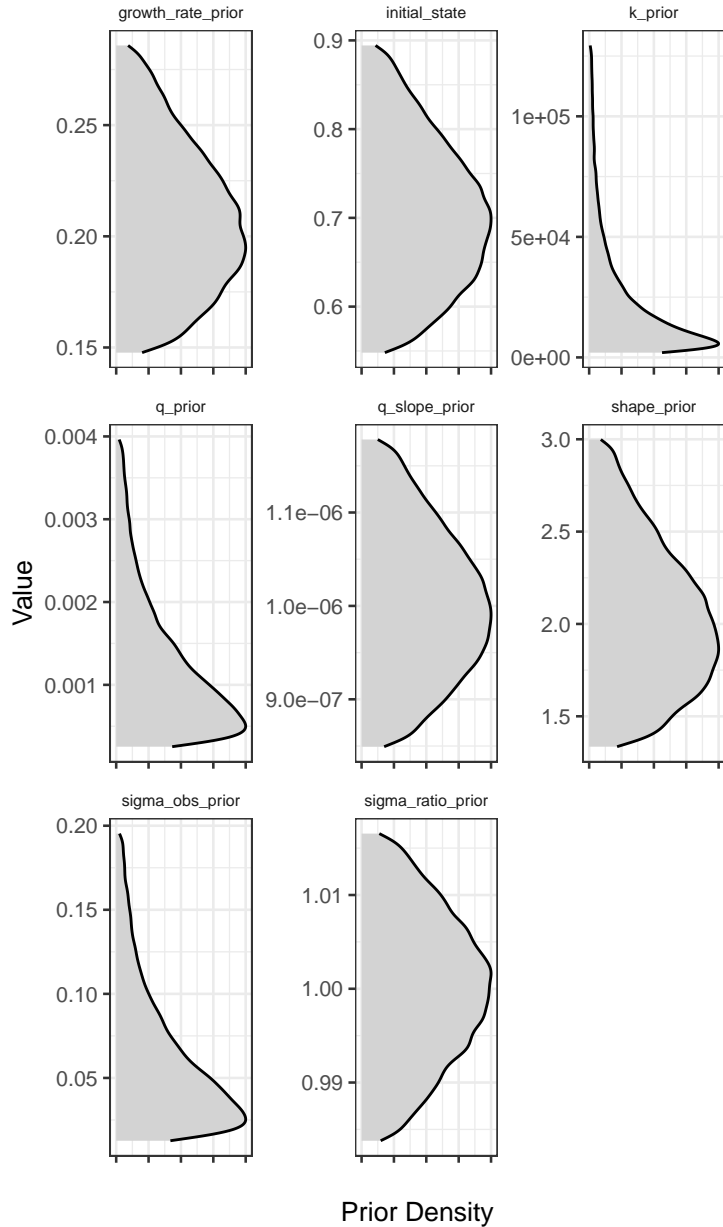 growth_rate_prior
initial_state
k_prior
0.25
0.20
0.15
0.9
0.8
0.7
0.6
1e+05
5e+04
0e+00
q_prior
q_slope_prior
shape_prior
0.004
0.003
0.002
0.001
1.1e−06
1.0e−06
9.0e−07
3.0
2.5
2.0
1.5
sigma_obs_prior
sigma_ratio_prior
0.20
0.15
0.10
0.05
1.01
1.00
0.99
Value
Prior Density